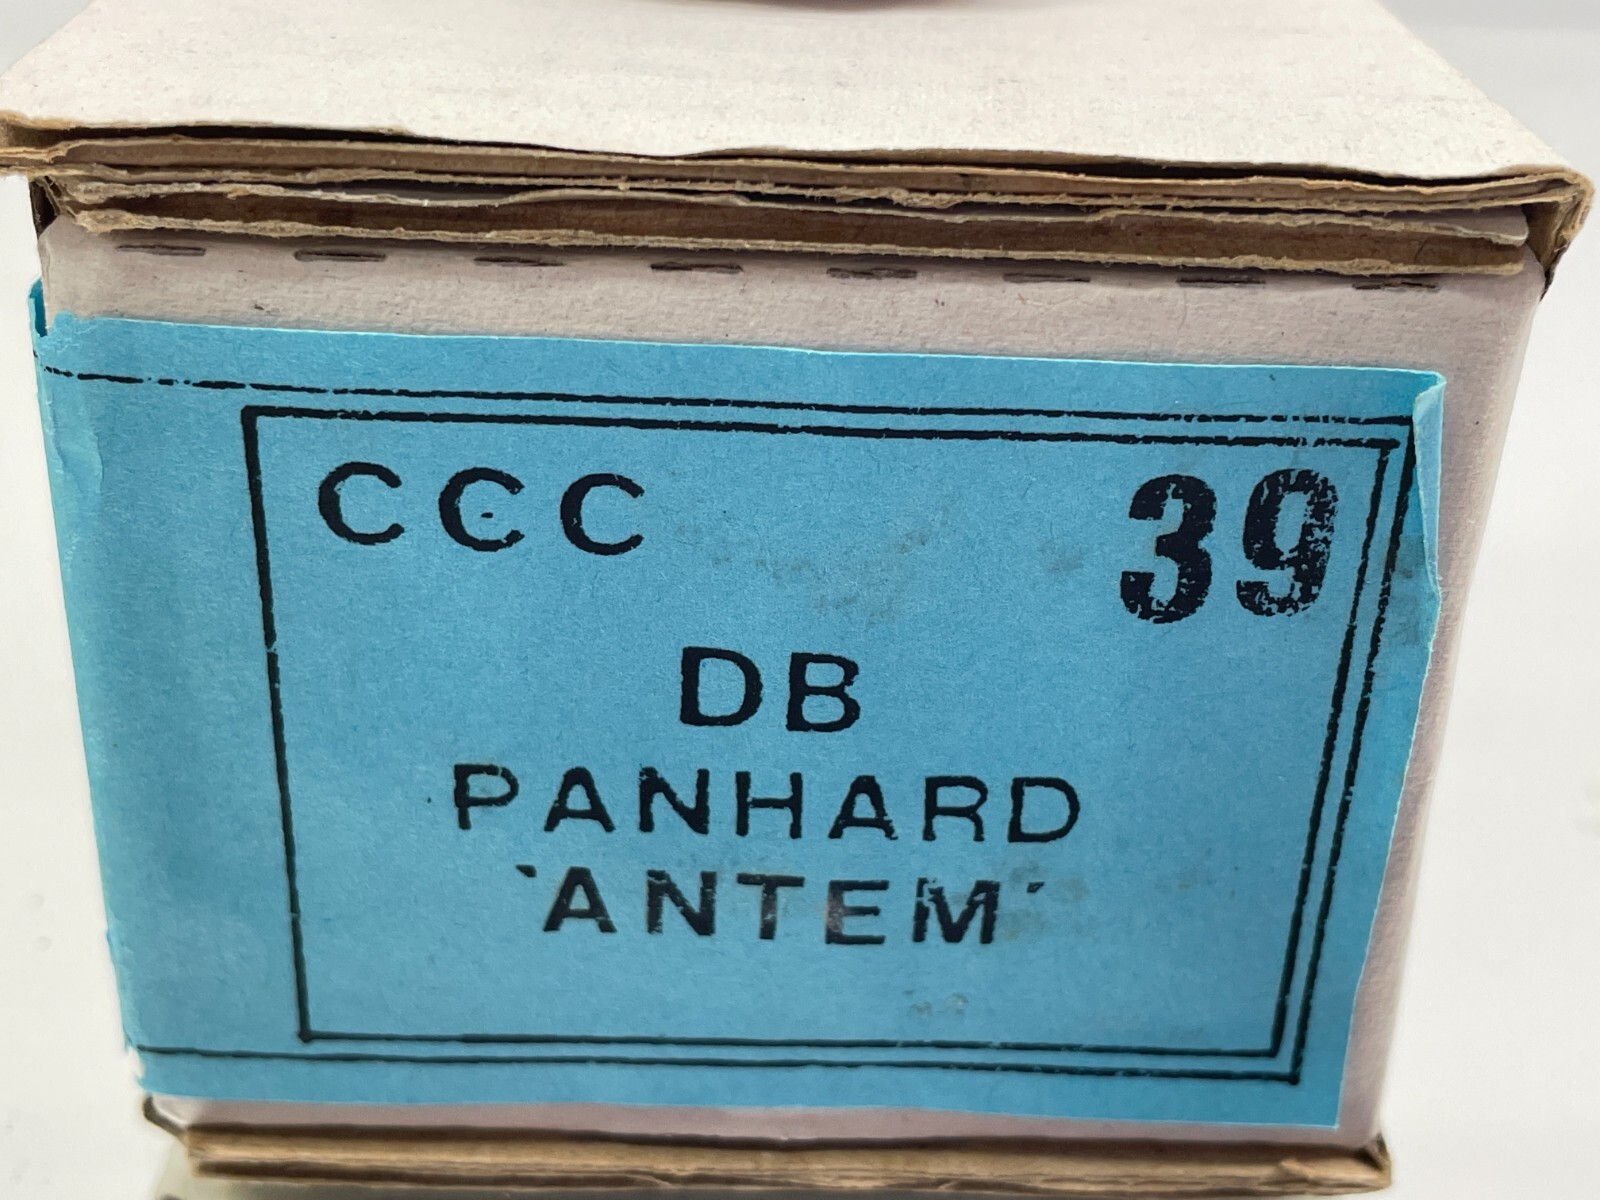 CCC 39
DB
PANHARD
'ANTEM'